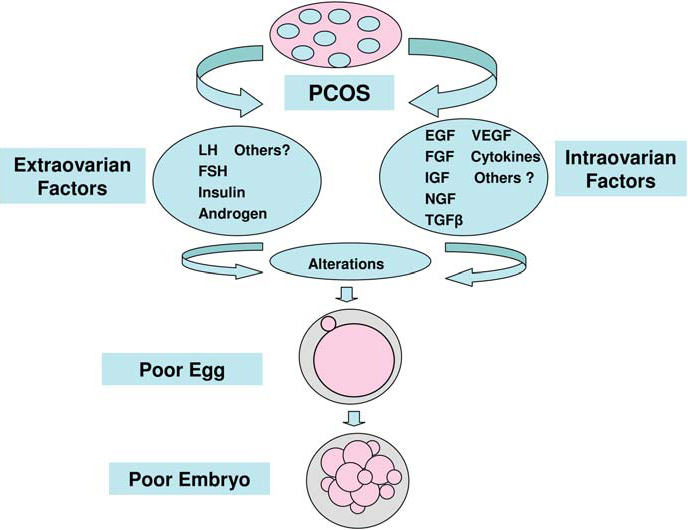 PCOS
Extraovarian
Factors
LH Others?
FSH
Insulin
Androgen
EGF VEGF
FGF Cytokines
IGF Others ?
NGF
TGFβ
Intraovarian
Factors
Alterations
Poor Egg
Poor Embryo